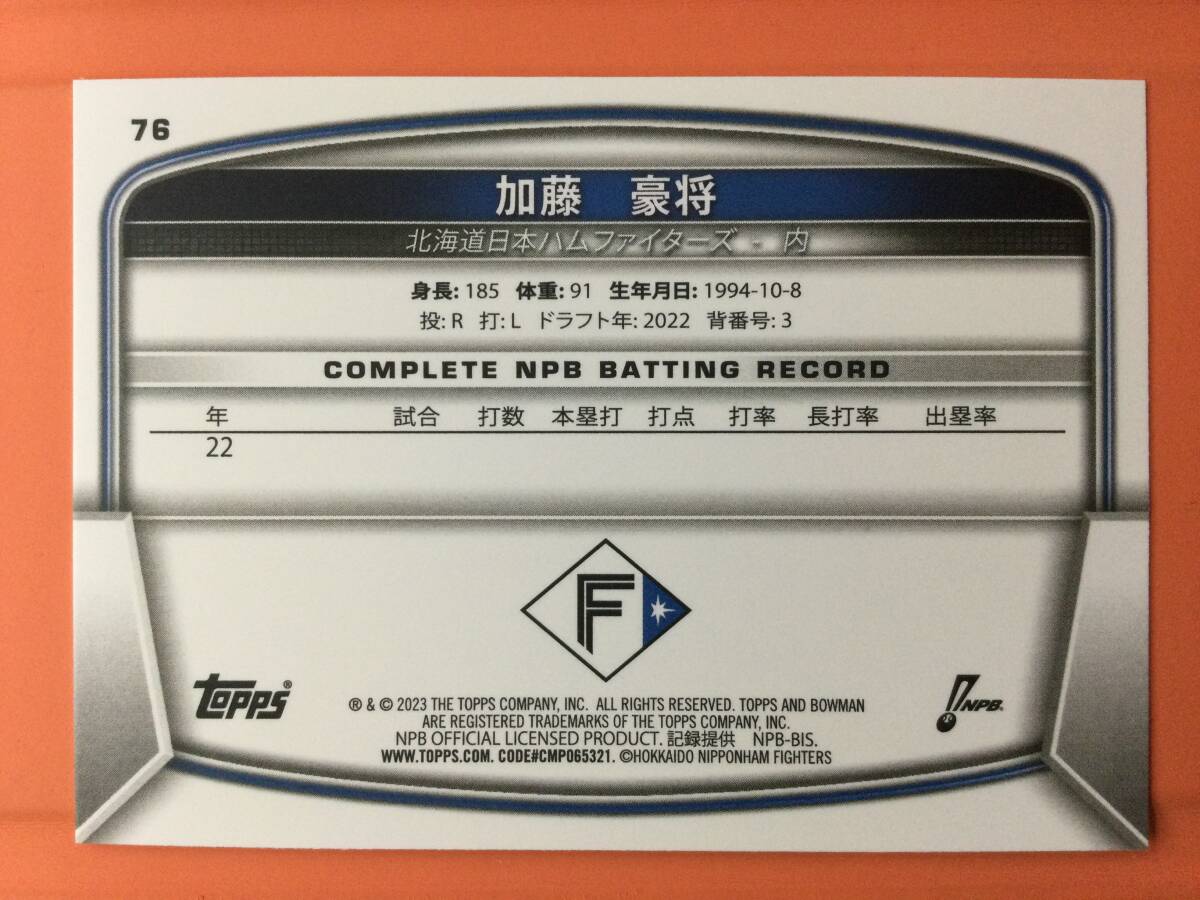 76
加藤 豪将
北海道日本ハムファイターズ - 内
身長: 185 体重: 91 生年月日: 1994-10-8
投: R 打: L ドラフト年: 2022 背番号: 3
COMPLETE NPB BATTING RECORD
年 試合 打数 本塁打 打点 打率 長打率 出塁率
22
F
TOPPS®
NPB®
® & © 2023 THE TOPPS COMPANY, INC. ALL RIGHTS RESERVED. TOPPS AND BOWMAN
ARE REGISTERED TRADEMARKS OF THE TOPPS COMPANY, INC.
NPB OFFICIAL LICENSED PRODUCT. 記録提供 NPB-BIS.
WWW.TOPPS.COM. CODE#CMP065321. ©HOKKAIDO NIPPONHAM FIGHTERS